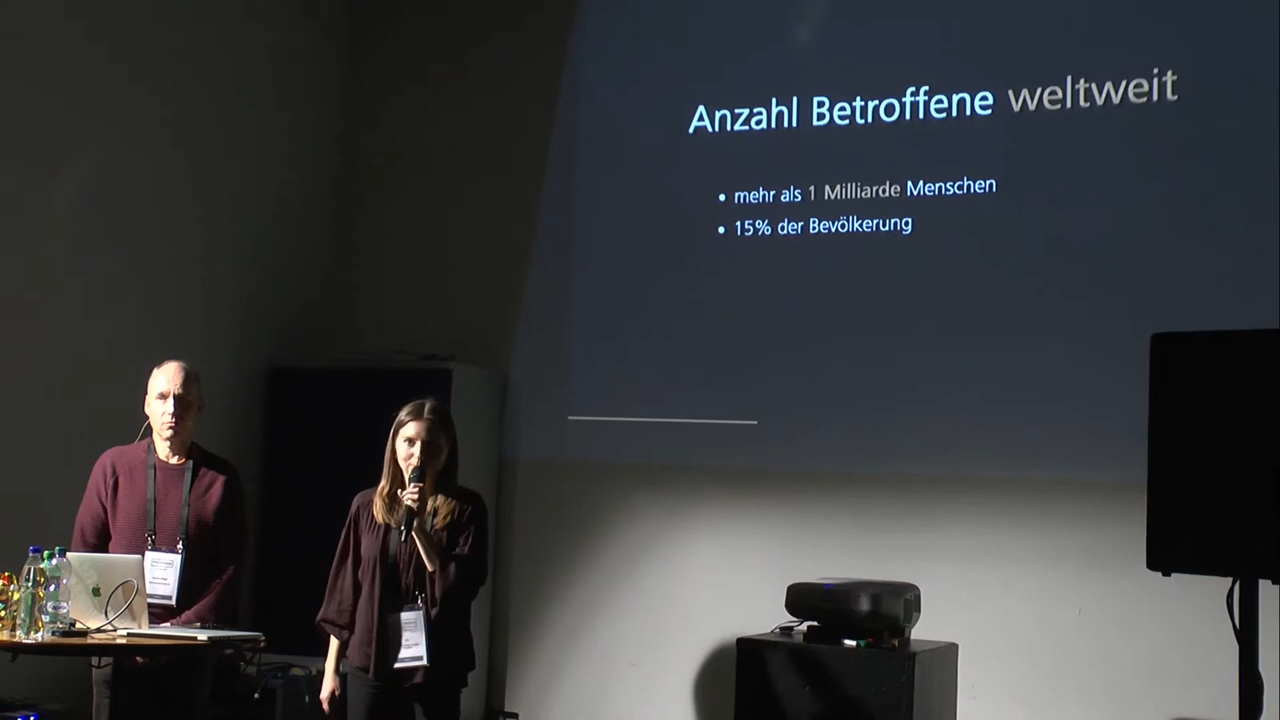 Anzahl Betroffene weltweit
• mehr als 1 Milliarde Menschen
• 15% der Bevölkerung